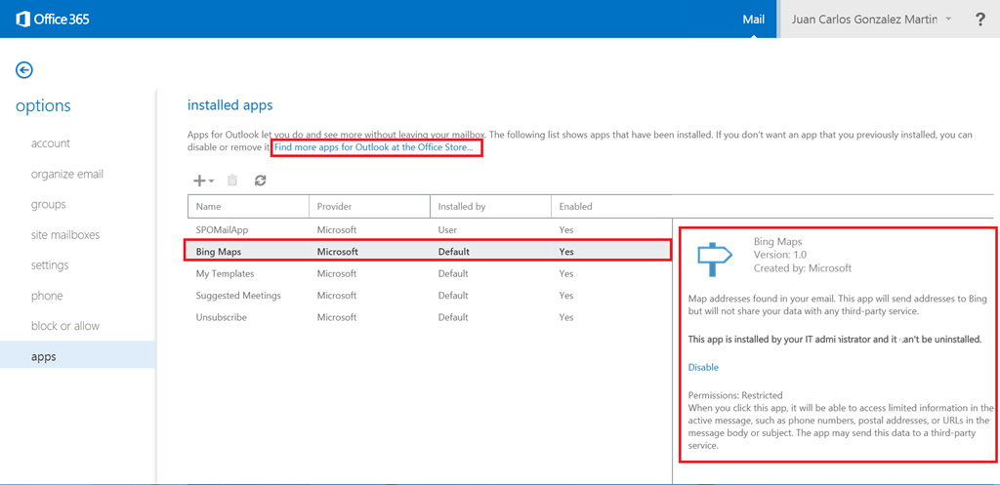 Office 365
Mail
Juan Carlos Gonzalez Martin
?
options
account
organize email
groups
site mailboxes
settings
phone
block or allow
apps
installed apps
Apps for Outlook let you do and see more without leaving your mailbox. The following list shows apps that have been installed. If you don't want an app that you previously installed, you can
disable or remove it. Find more apps for Outlook at the Office Store...
Name Provider Installed by Enabled
SPOMailApp Microsoft User Yes
Bing Maps Microsoft Default Yes
My Templates Microsoft Default Yes
Suggested Meetings Microsoft Default Yes
Unsubscribe Microsoft Default Yes
Bing Maps
Version: 1.0
Created by: Microsoft
Map addresses found in your email. This app will send addresses to Bing
but will not share your data with any third-party service.
This app is installed by your IT administrator and it can't be uninstalled.
Disable
Permissions: Restricted
When you click this app, it will be able to access limited information in the
active message, such as phone numbers, postal addresses, or URLs in the
message body or subject. The app may send this data to a third-party
service.